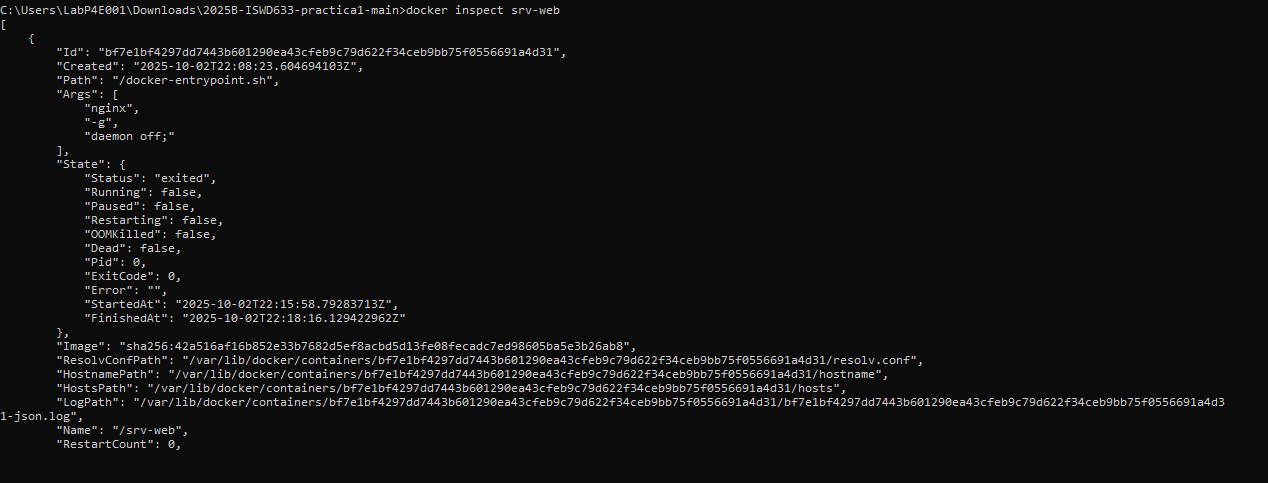 C:\Users\LabP4E001\Downloads\2025B-ISWD633-practica1-main>docker inspect srv-web
[
    {
        "Id": "bf7e1bf4297dd7443b601290ea43cfeb9c79d622f34ceb9bb75f0556691a4d31",
        "Created": "2025-10-02T22:08:23.604694103Z",
        "Path": "/docker-entrypoint.sh",
        "Args": [
            "nginx",
            "-g",
            "daemon off;"
        ],
        "State": {
            "Status": "exited",
            "Running": false,
            "Paused": false,
            "Restarting": false,
            "OOMKilled": false,
            "Dead": false,
            "Pid": 0,
            "ExitCode": 0,
            "Error": "",
            "StartedAt": "2025-10-02T22:15:58.79283713Z",
            "FinishedAt": "2025-10-02T22:18:16.129422962Z"
        },
        "Image": "sha256:42a516af16b852e33b7682d5ef8acbd5d13fe08fecadc7ed98605ba5e3b26ab8",
        "ResolvConfPath": "/var/lib/docker/containers/bf7e1bf4297dd7443b601290ea43cfeb9c79d622f34ceb9bb75f0556691a4d31/resolv.conf",
        "HostnamePath": "/var/lib/docker/containers/bf7e1bf4297dd7443b601290ea43cfeb9c79d622f34ceb9bb75f0556691a4d31/hostname",
        "HostsPath": "/var/lib/docker/containers/bf7e1bf4297dd7443b601290ea43cfeb9c79d622f34ceb9bb75f0556691a4d31/hosts",
        "LogPath": "/var/lib/docker/containers/bf7e1bf4297dd7443b601290ea43cfeb9c79d622f34ceb9bb75f0556691a4d31/bf7e1bf4297dd7443b601290ea43cfeb9c79d622f34ceb9bb75f0556691a4d3
1-json.log",
        "Name": "/srv-web",
        "RestartCount": 0,